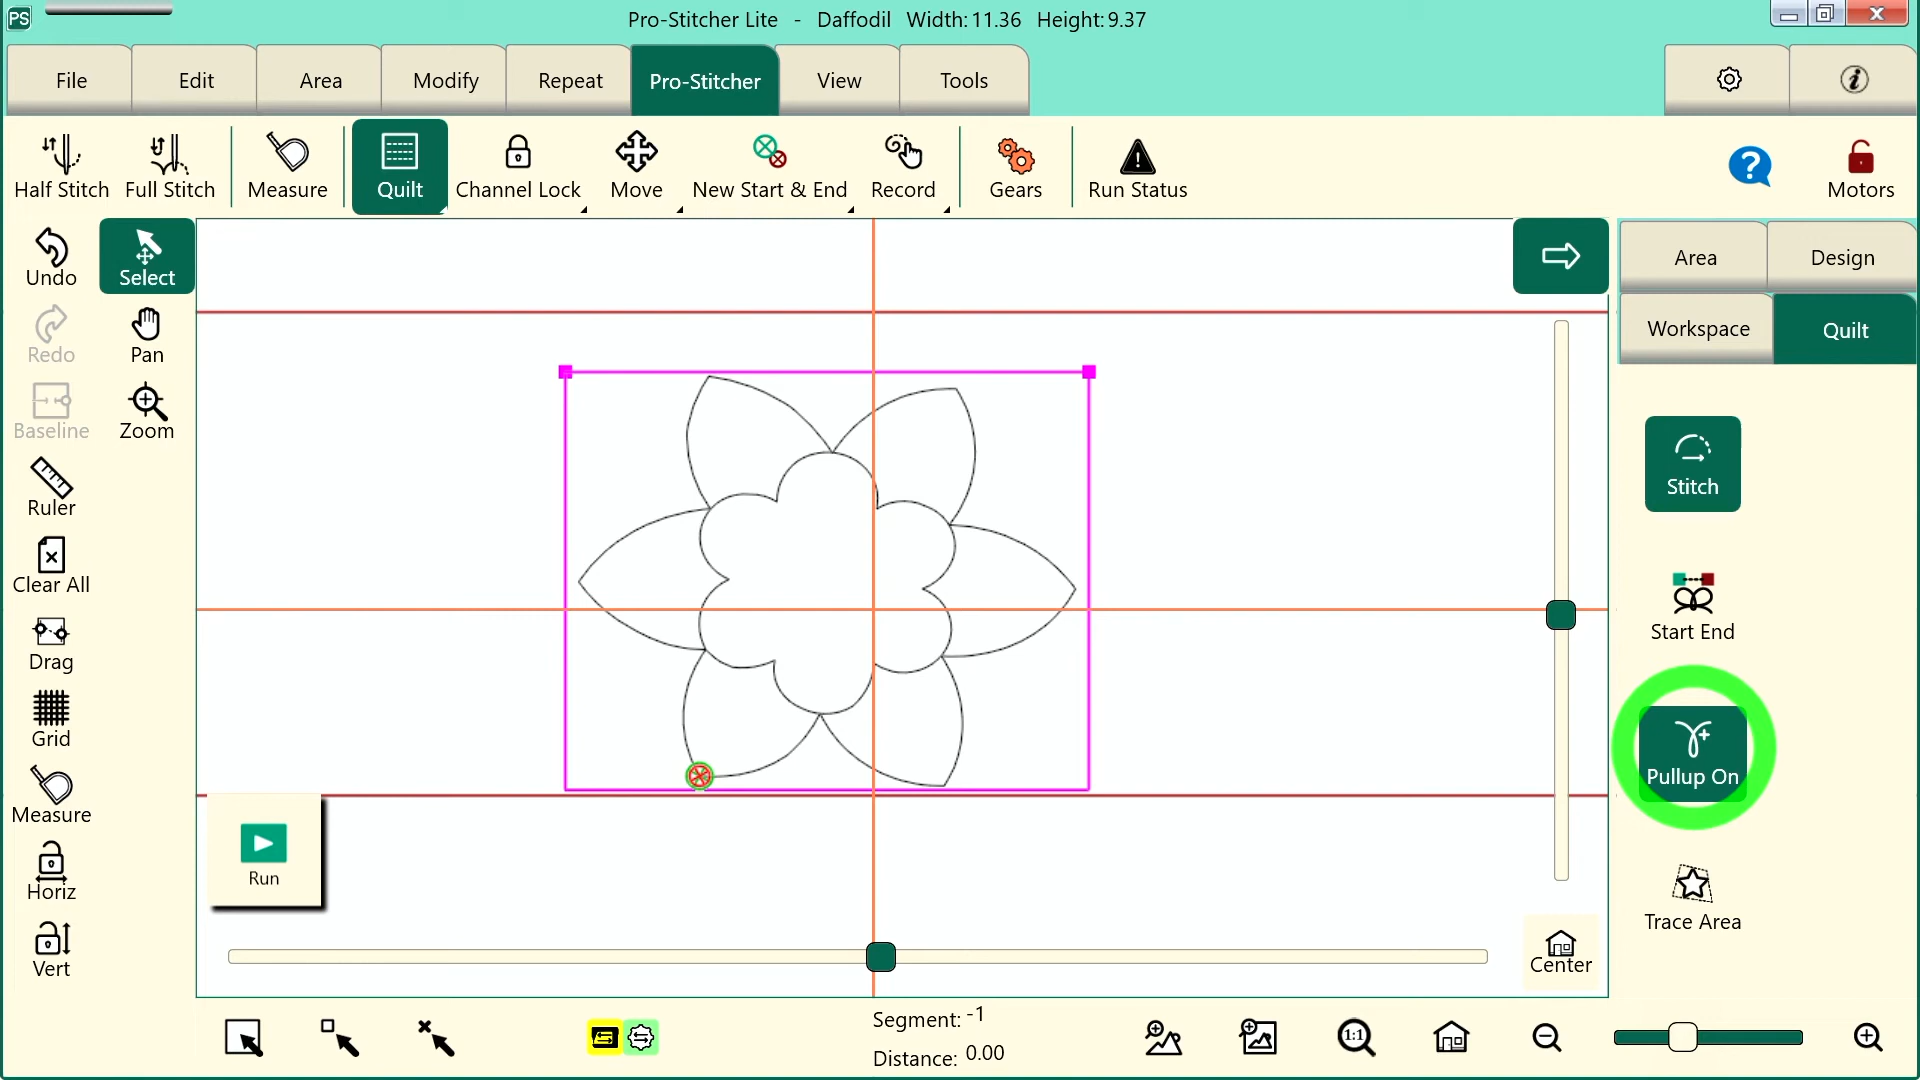 PS
Pro-Stitcher Lite - Daffodil Width: 11.36 Height: 9.37
File Edit Area Modify Repeat Pro-Stitcher View Tools
Half Stitch Full Stitch Measure Quilt Channel Lock Move New Start & End Record Gears Run Status Motors
Undo Select
Redo Pan
Baseline Zoom
Ruler
Clear All
Drag
Grid
Measure
Horiz
Vert
Run
Center
Area Design
Workspace Quilt
Stitch
Start End
Pullup On
Trace Area
Segment: -1
Distance: 0.00
1:1